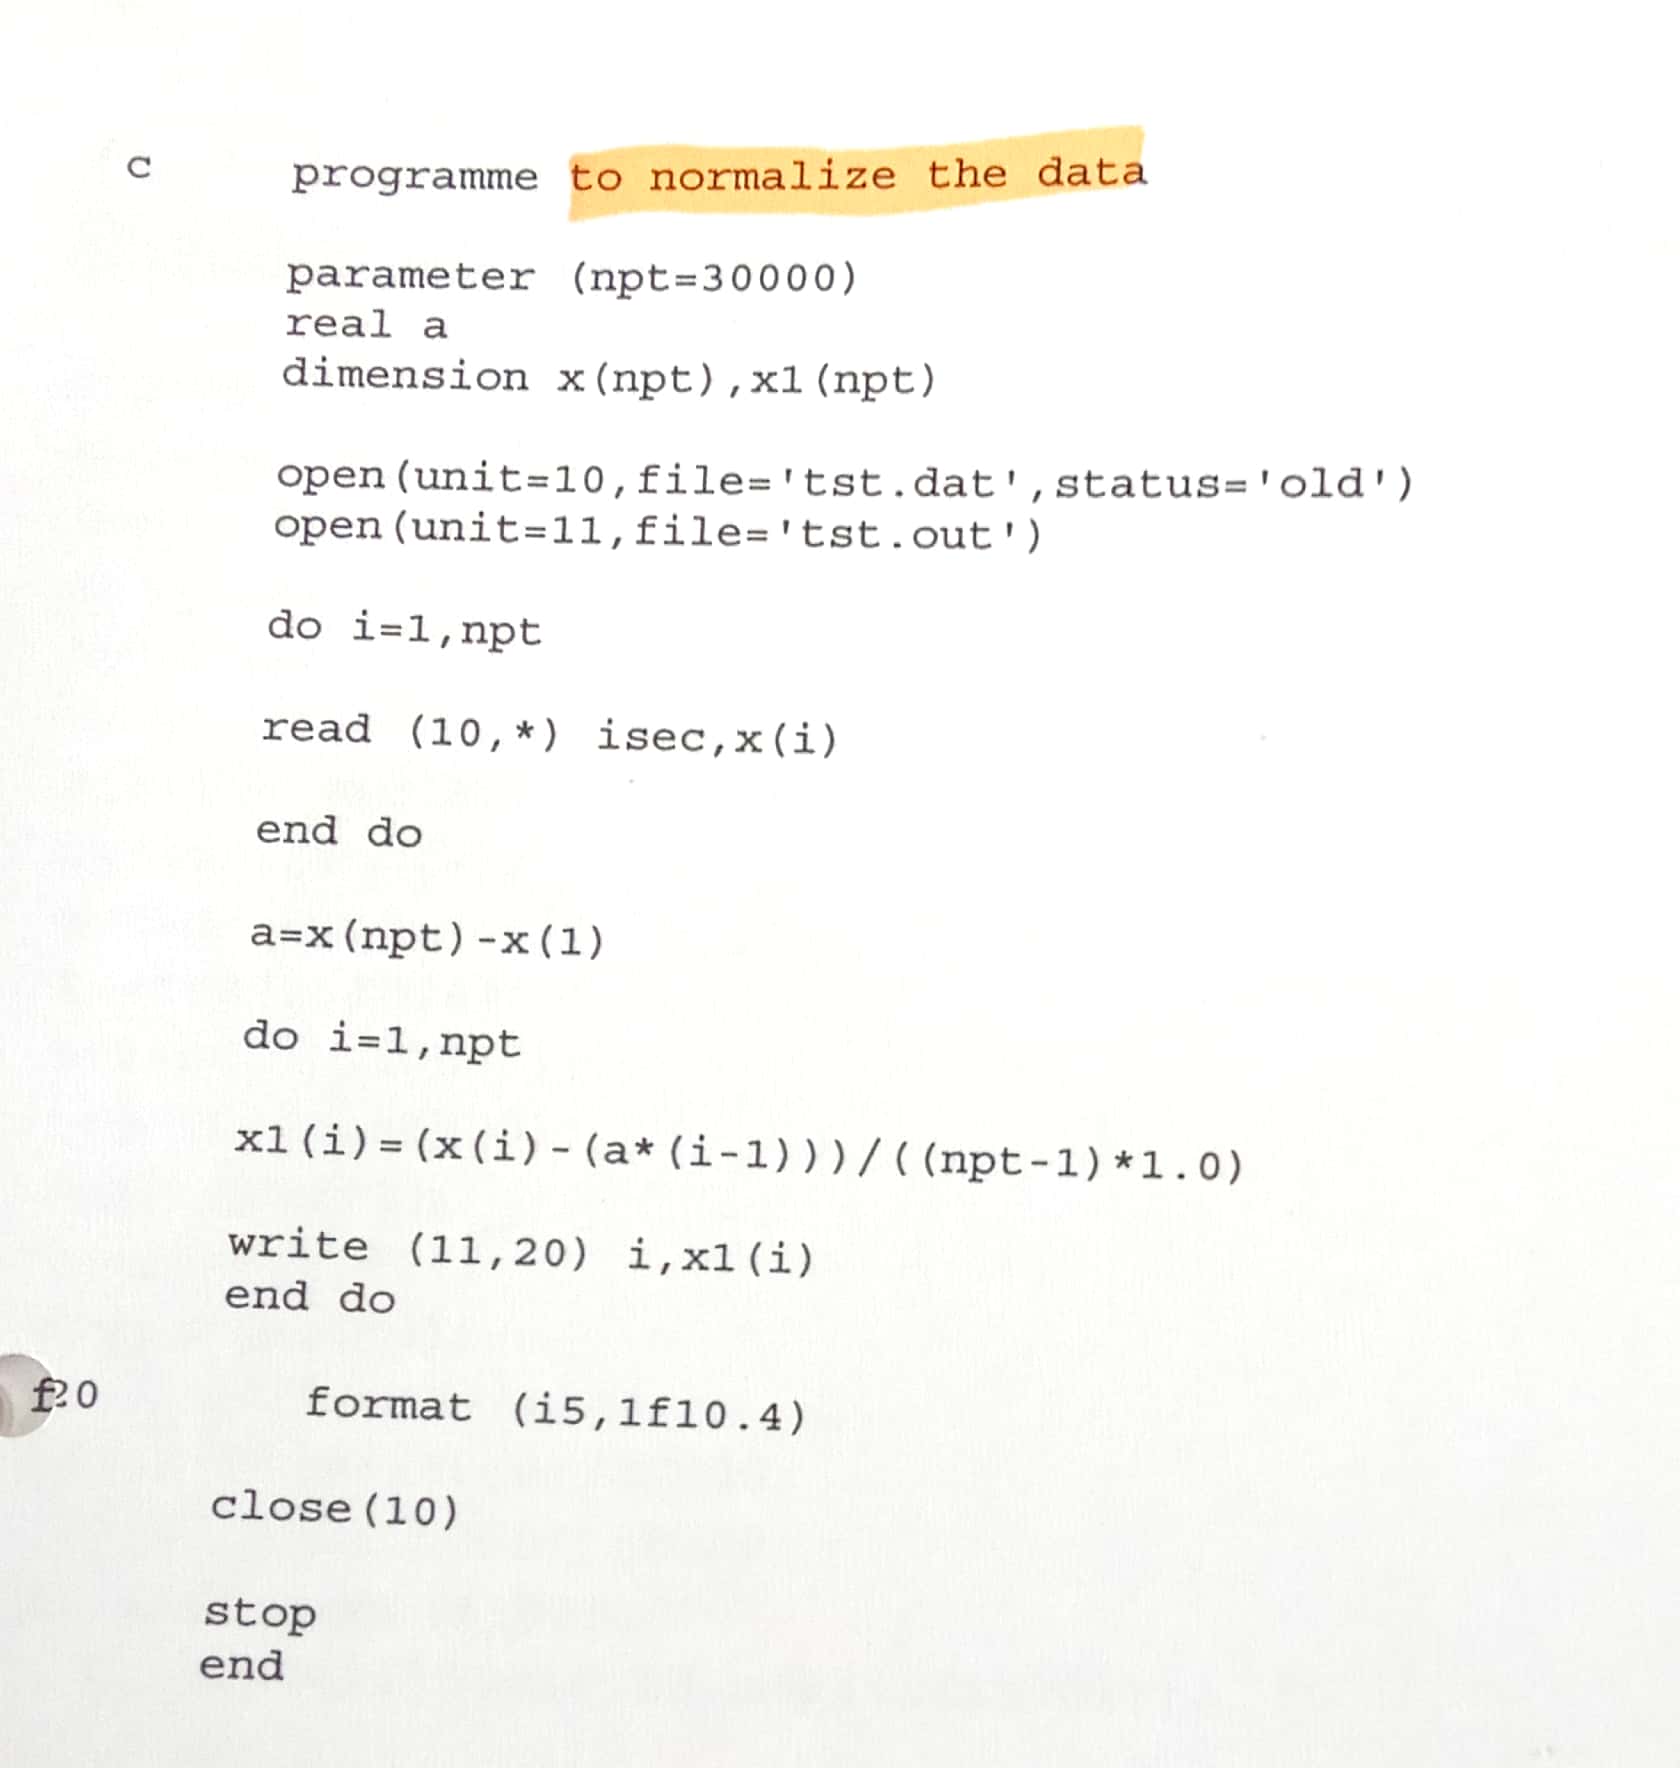 c programme to normalize the data
parameter (npt=30000)
real a
dimension x(npt),x1(npt)
open(unit=10,file='tst.dat',status='old')
open(unit=11,file='tst.out')
do i=1,npt
read (10,*) isec,x(i)
end do
a=x(npt)-x(1)
do i=1,npt
x1(i)=(x(i)-(a*(i-1)))/((npt-1)*1.0)
write (11,20) i,x1(i)
end do
20 format (i5,1f10.4)
close(10)
stop
end